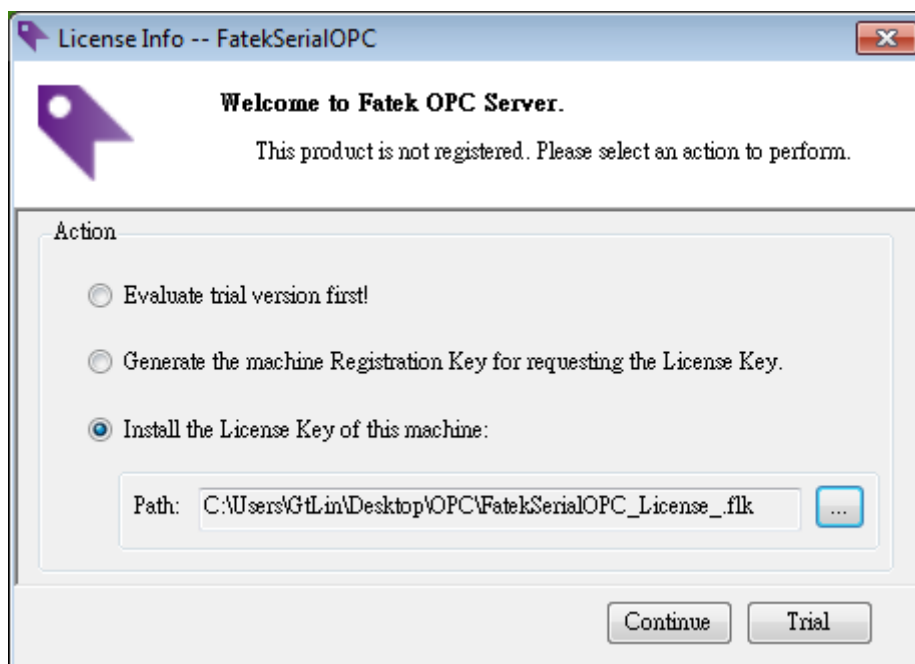 License Info -- FatekSerialOPC
Welcome to Fatek OPC Server.
This product is not registered. Please select an action to perform.
Action
Evaluate trial version first!
Generate the machine Registration Key for requesting the License Key.
Install the License Key of this machine:
Path: C:\Users\GtLin\Desktop\OPC\FatekSerialOPC_License_.flk ...
Continue Trial